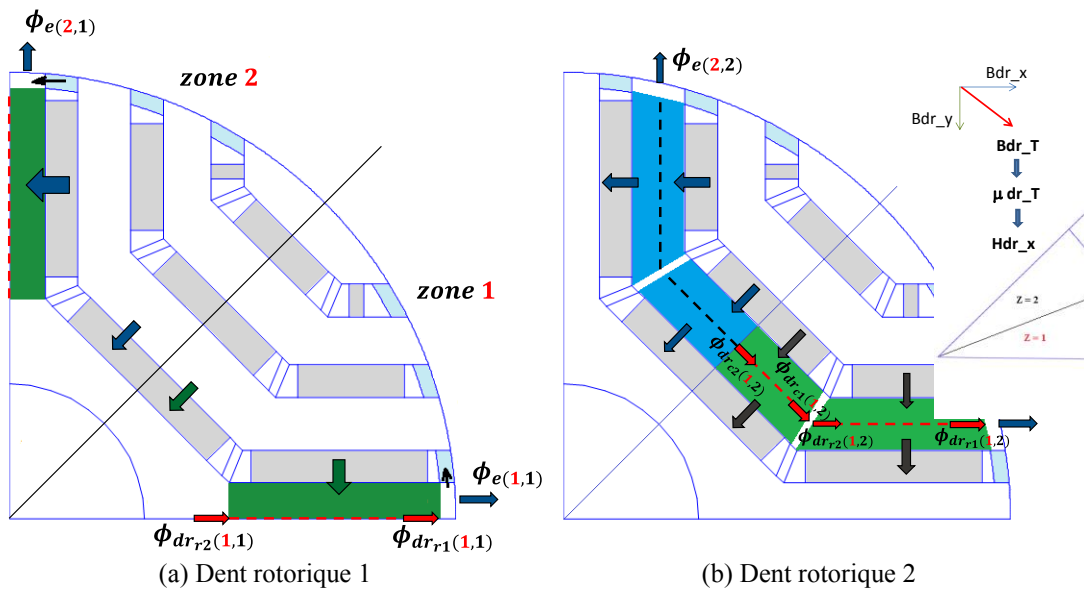 ϕe(2,1)
zone 2
zone 1
ϕe(1,1)
ϕdrr2(1,1)
ϕdrr1(1,1)
(a) Dent rotorique 1
ϕe(2,2)
Bdr_x
Bdr_y
Bdr_T
μ dr_T
Hdr_x
Z=2
Z=1
ϕdrc2(1,2)
ϕdrc1(1,2)
ϕdrr2(1,2)
ϕdrr1(1,2)
(b) Dent rotorique 2